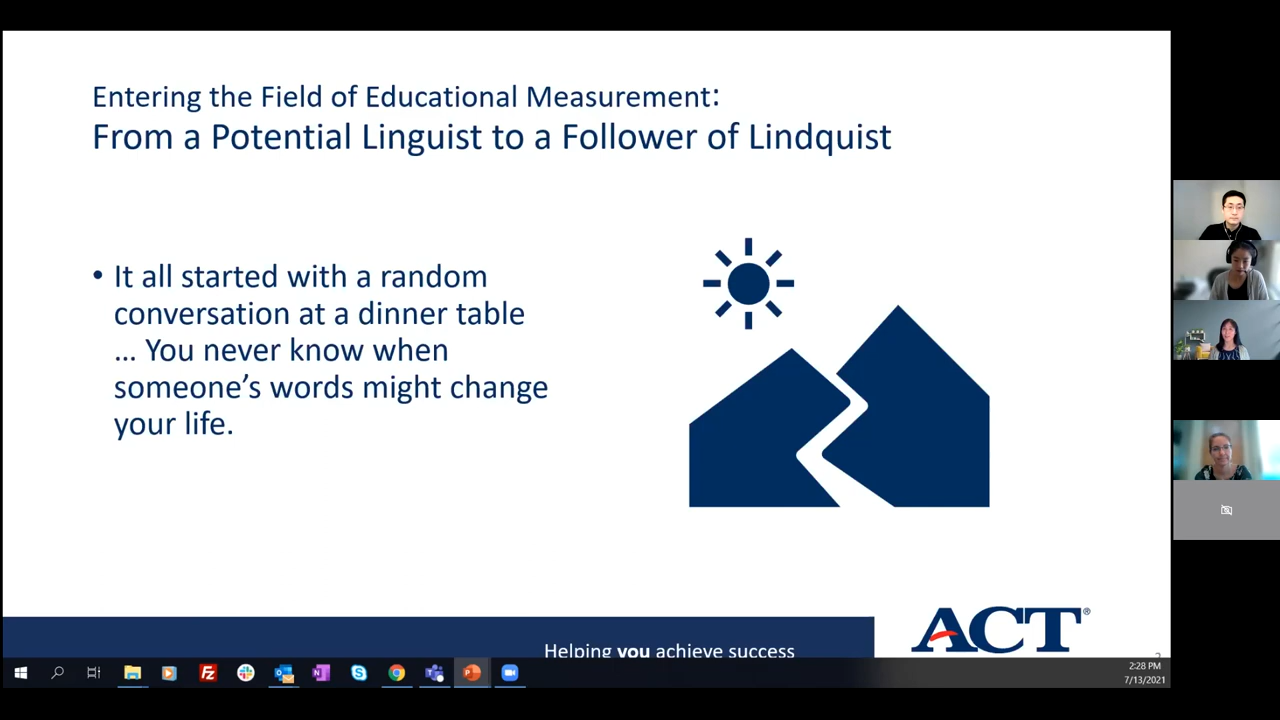 Entering the Field of Educational Measurement:
From a Potential Linguist to a Follower of Lindquist
• It all started with a random
conversation at a dinner table
... You never know when
someone's words might change
your life.
Helping you achieve success
ACT®
2:28 PM
7/13/2021